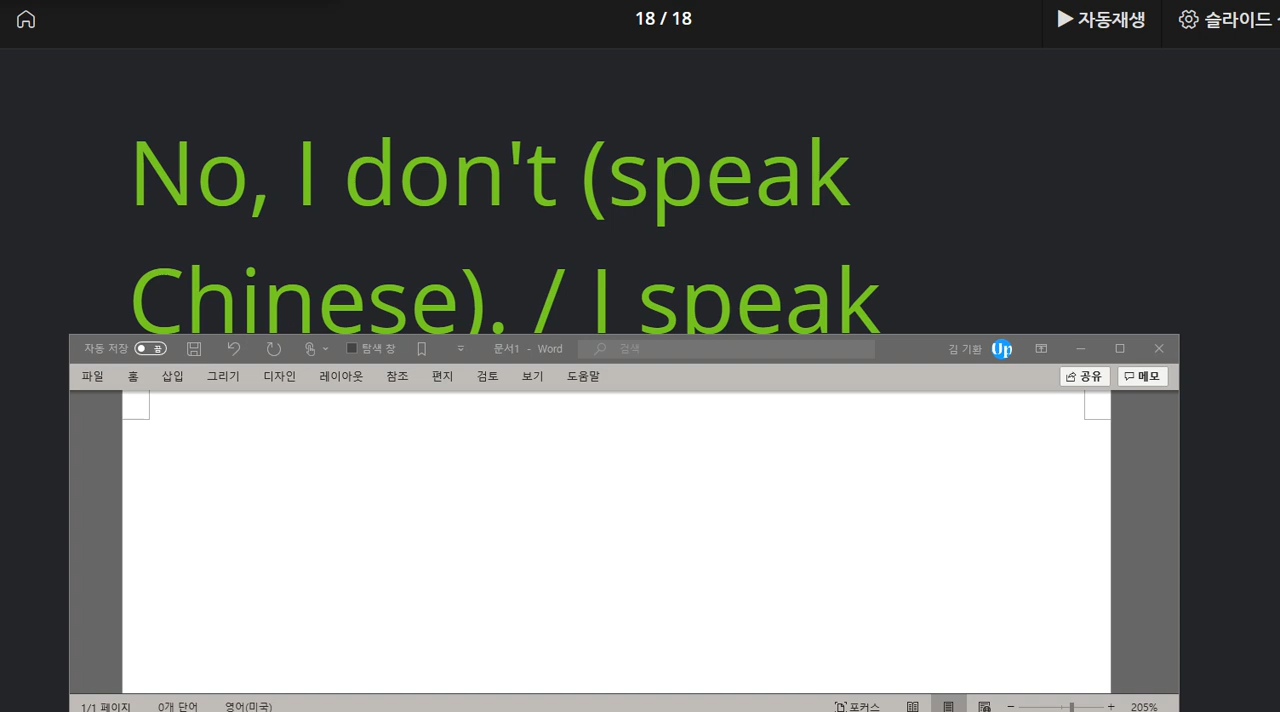 18 / 18
▶ 자동재생
슬라이드
No, I don't (speak
Chinese). / I speak
자동 저장 끔
탐색 창
문서1 - Word
검색
김 기환
Up
파일 홈 삽입 그리기 디자인 레이아웃 참조 편지 검토 보기 도움말
공유
메모
1/1 페이지 0개 단어 영어(미국)
포커스
205%